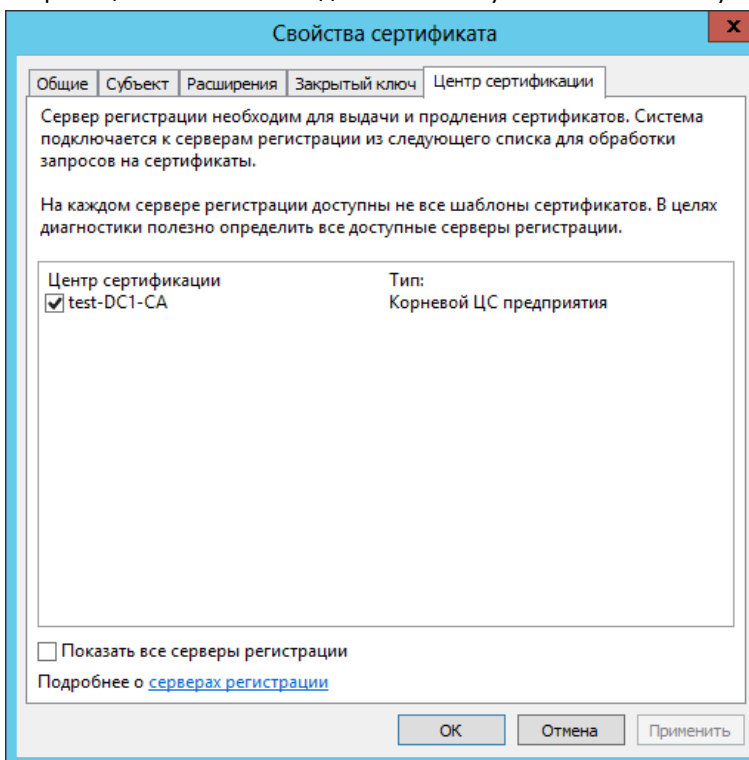 Свойства сертификата
x
Общие Субъект Расширения Закрытый ключ Центр сертификации
Сервер регистрации необходим для выдачи и продления сертификатов. Система
подключается к серверам регистрации из следующего списка для обработки
запросов на сертификаты.
На каждом сервере регистрации доступны не все шаблоны сертификатов. В целях
диагностики полезно определить все доступные серверы регистрации.
Центр сертификации Тип:
test-DC1-CA Корневой ЦС предприятия
Показать все серверы регистрации
Подробнее о серверах регистрации
ОК Отмена Применить